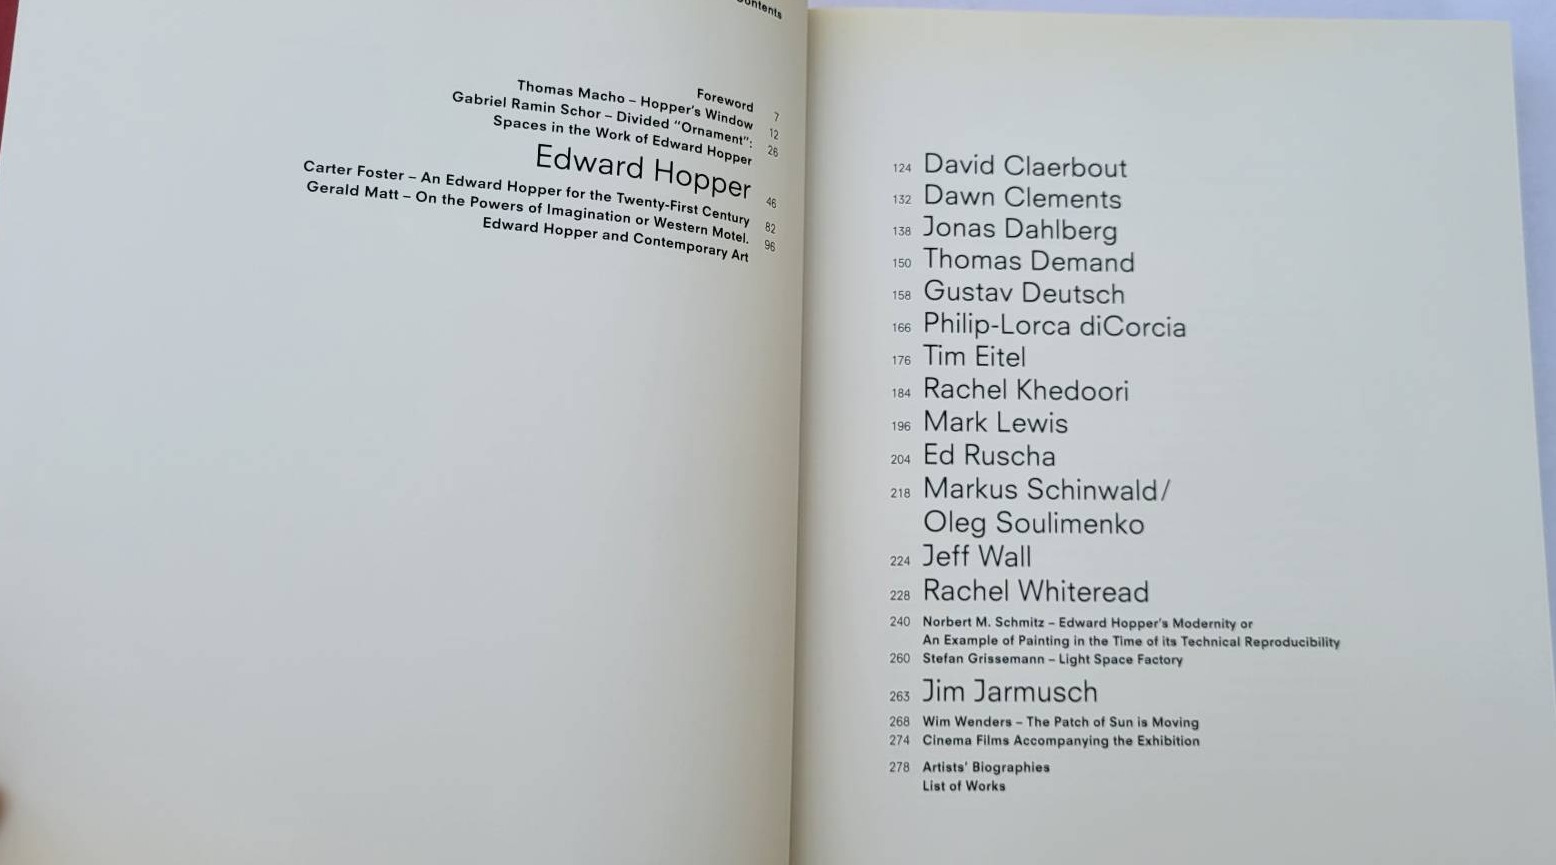 Contents
Foreword 7
Thomas Macho – Hopper's Window 12
Gabriel Ramin Schor – Divided "Ornament": 26
Spaces in the Work of Edward Hopper
Edward Hopper 46
Carter Foster – An Edward Hopper for the Twenty-First Century 82
Gerald Matt – On the Powers of Imagination or Western Motel. 96
Edward Hopper and Contemporary Art
124 David Claerbout
132 Dawn Clements
138 Jonas Dahlberg
150 Thomas Demand
158 Gustav Deutsch
166 Philip-Lorca diCorcia
176 Tim Eitel
184 Rachel Khedoori
196 Mark Lewis
204 Ed Ruscha
218 Markus Schinwald/
Oleg Soulimenko
224 Jeff Wall
228 Rachel Whiteread
240 Norbert M. Schmitz – Edward Hopper's Modernity or
An Example of Painting in the Time of its Technical Reproducibility
260 Stefan Grissemann – Light Space Factory
263 Jim Jarmusch
268 Wim Wenders – The Patch of Sun is Moving
274 Cinema Films Accompanying the Exhibition
278 Artists' Biographies
List of Works